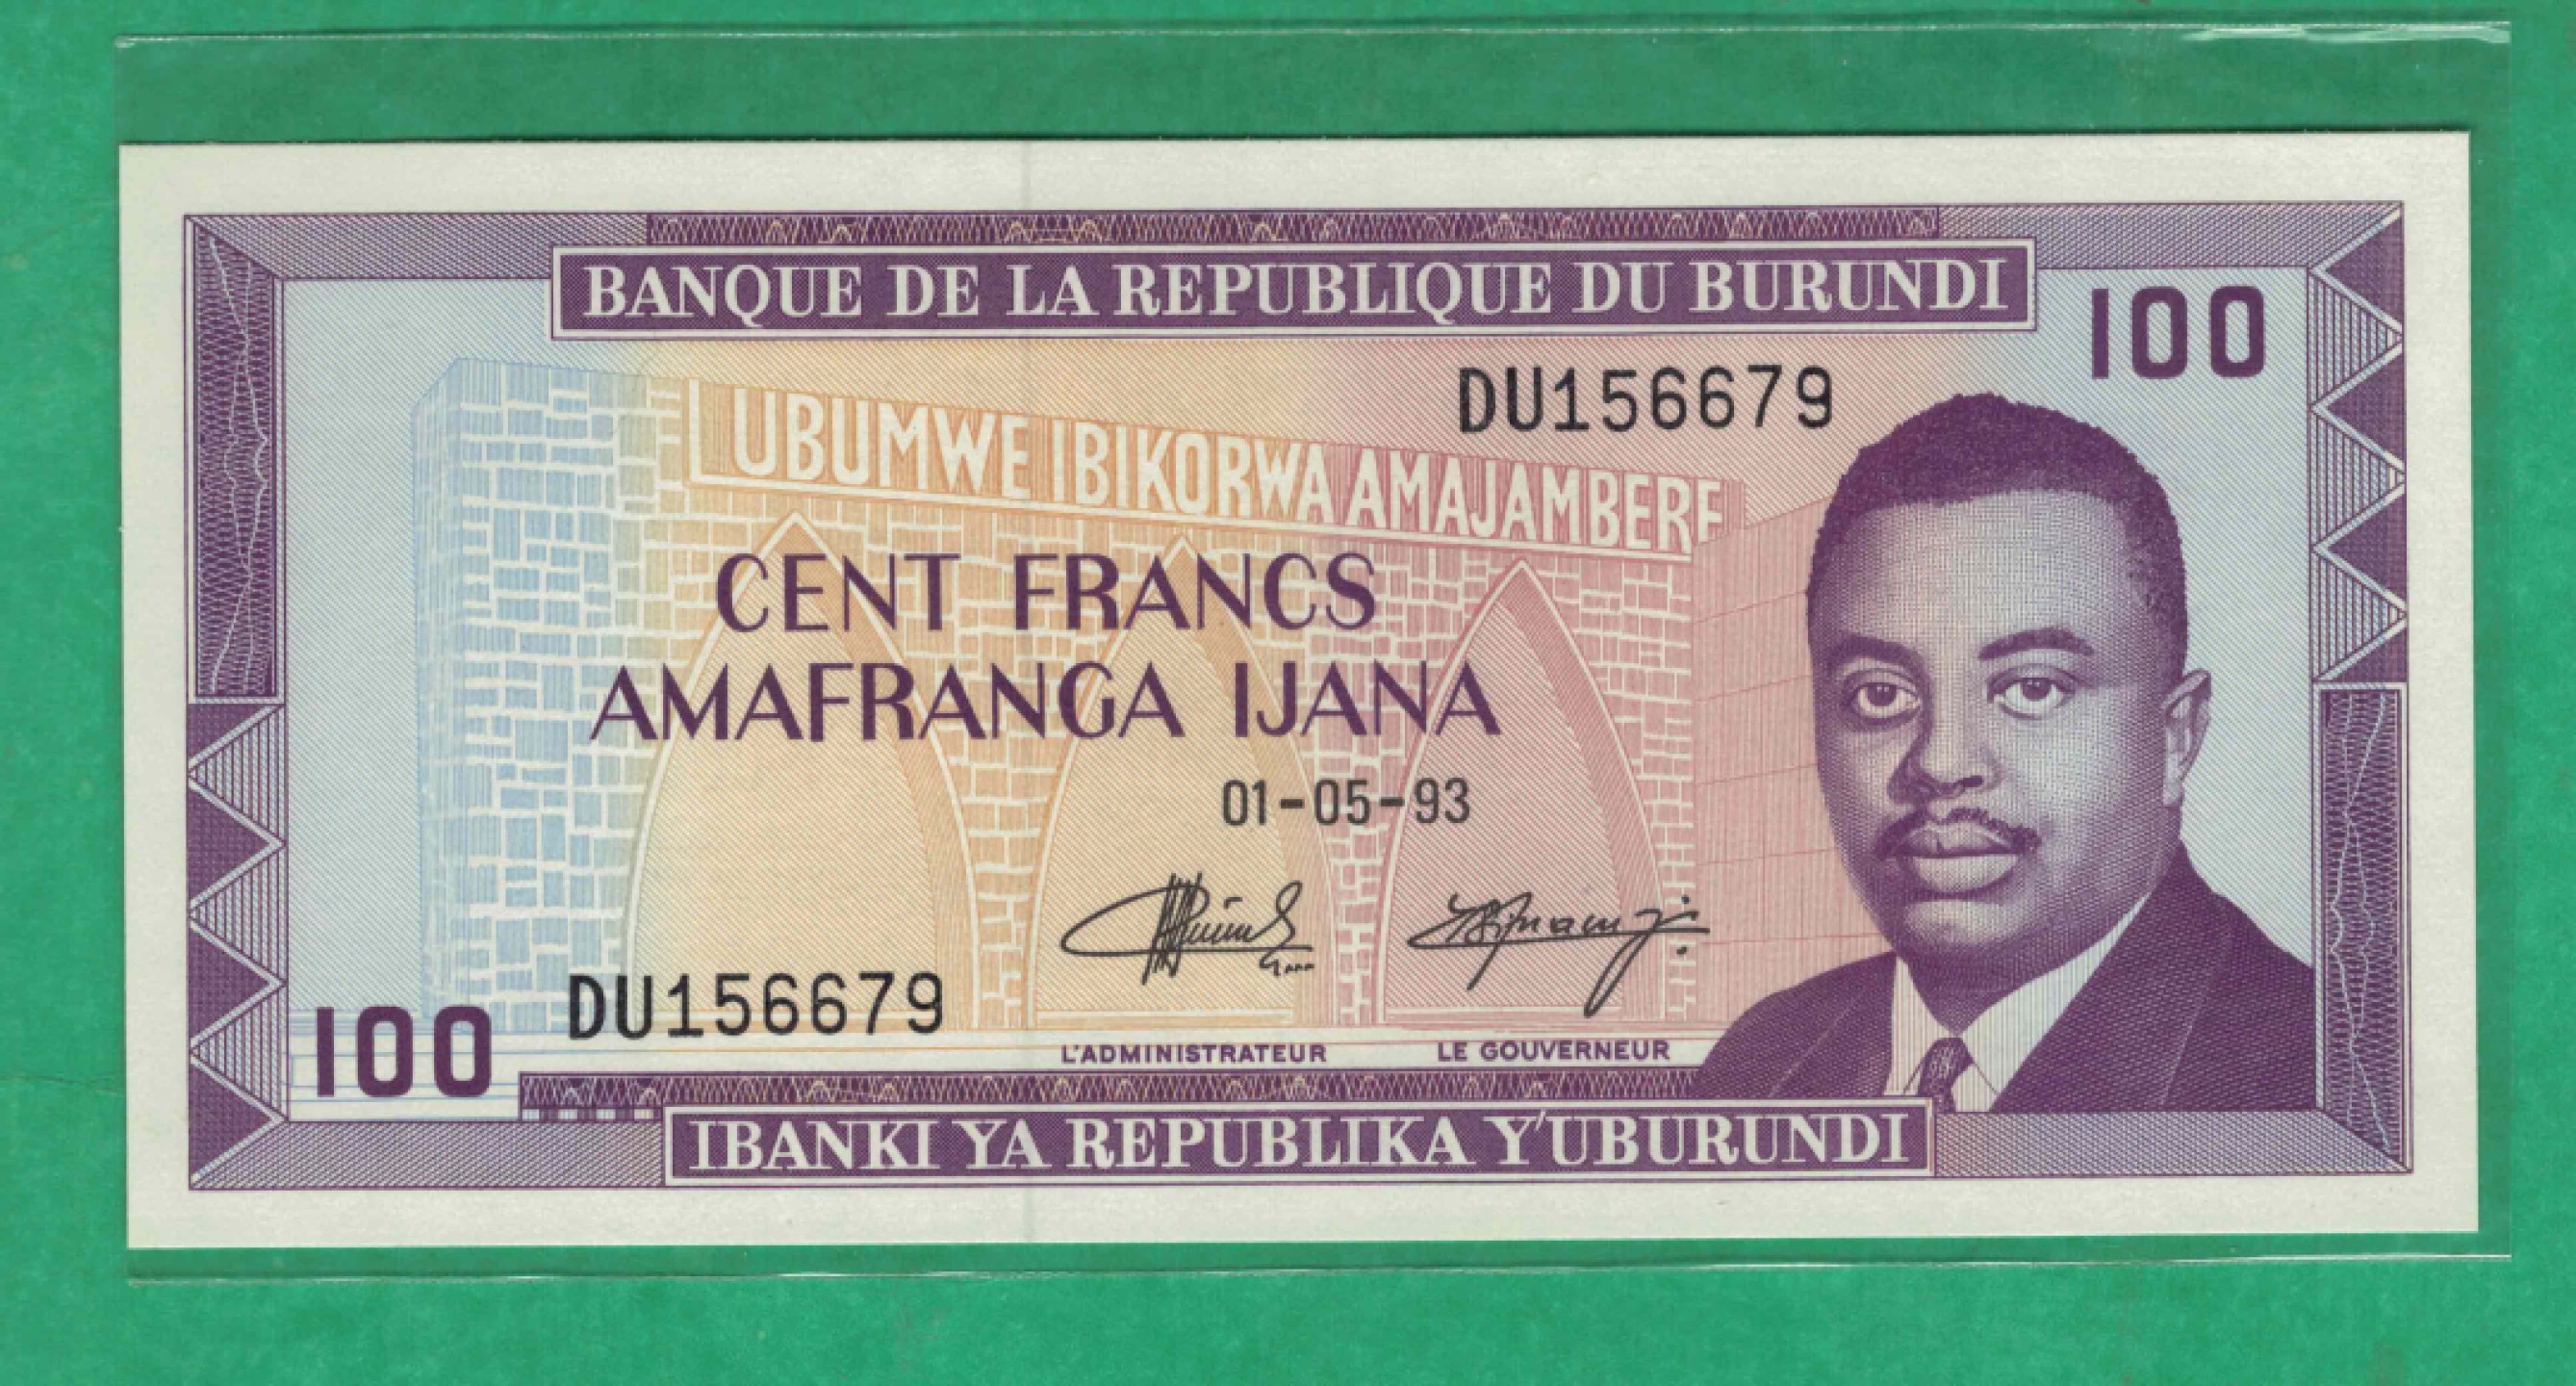 BANQUE DE LA REPUBLIQUE DU BURUNDI
100
DU156679
UBUMWE IBIKORWA AMAJAMBERE
CENT FRANCS
AMAFRANGA IJANA
01-05-93
DU156679
100
L'ADMINISTRATEUR LE GOUVERNEUR
IBANKI YA REPUBLIKA Y'UBURUNDI